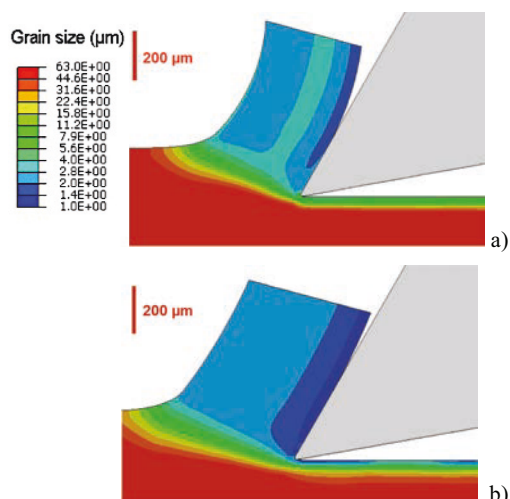 Grain size (µm)
63.0E+00
44.6E+00
31.6E+00
22.4E+00
15.8E+00
11.2E+00
7.9E+00
5.6E+00
4.0E+00
2.8E+00
2.0E+00
1.4E+00
1.0E+00
200 µm
a)
200 µm
b)